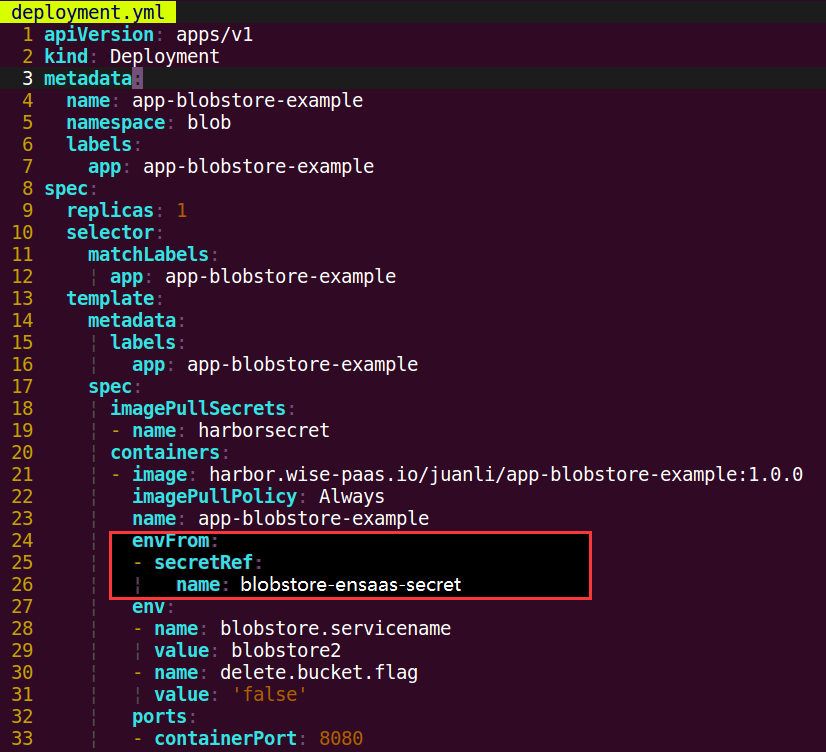 deployment.yml
1 apiVersion: apps/v1
2 kind: Deployment
3 metadata:
4   name: app-blobstore-example
5   namespace: blob
6   labels:
7     app: app-blobstore-example
8 spec:
9   replicas: 1
10   selector:
11     matchLabels:
12     ¦ app: app-blobstore-example
13   template:
14     metadata:
15     ¦ labels:
16     ¦   app: app-blobstore-example
17     spec:
18     ¦ imagePullSecrets:
19     ¦ - name: harborsecret
20     ¦ containers:
21     ¦ - image: harbor.wise-paas.io/juanli/app-blobstore-example:1.0.0
22     ¦   imagePullPolicy: Always
23     ¦   name: app-blobstore-example
24     ¦   envFrom:
25     ¦   - secretRef:
26     ¦   ¦   name: blobstore-ensaas-secret
27     ¦   env:
28     ¦   - name: blobstore.servicename
29     ¦   ¦ value: blobstore2
30     ¦   - name: delete.bucket.flag
31     ¦   ¦ value: 'false'
32     ¦   ports:
33     ¦   - containerPort: 8080